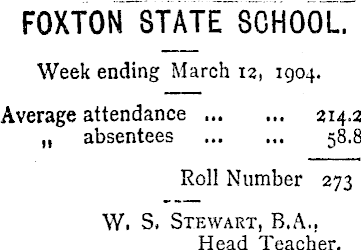 FOXTON STATE SCHOOL.
Week ending March 12, 1904.
Average attendance ... ... 214.2
„ absentees ... ... 58.8
Roll Number 273
W. S. STEWART, B.A.,
Head Teacher.